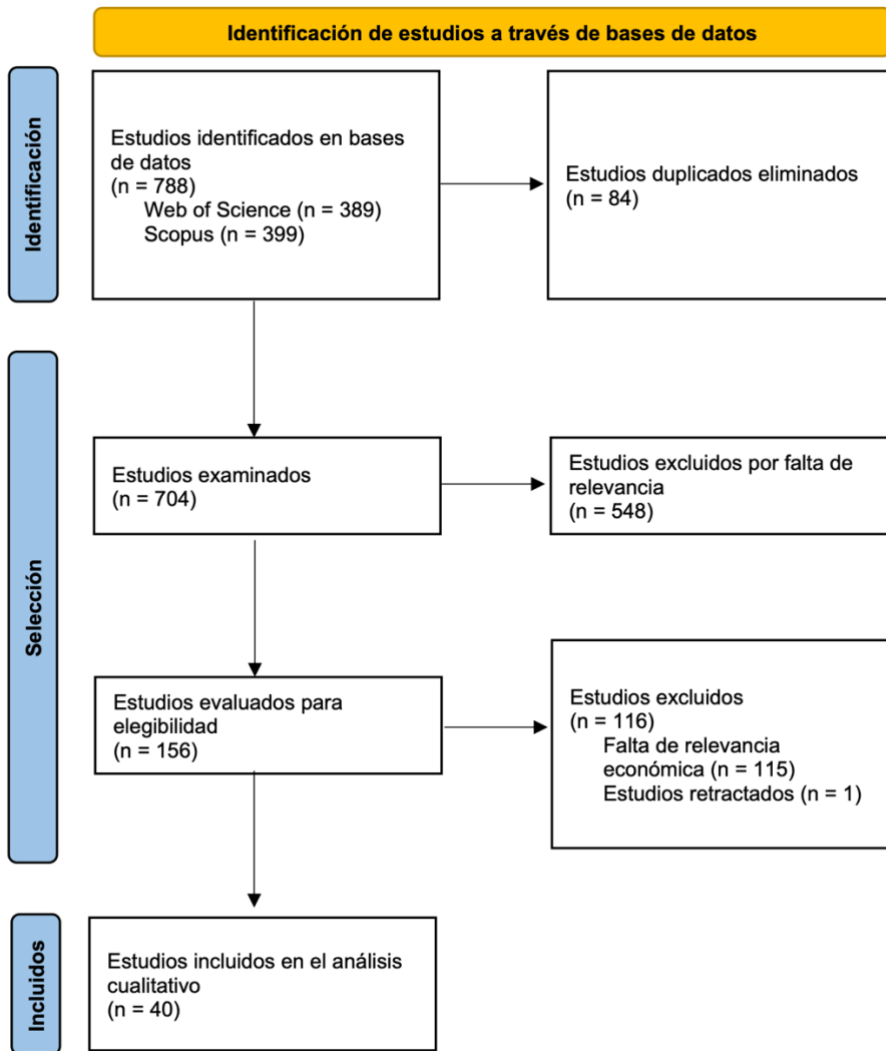 Identificación de estudios a través de bases de datos
Identificación
Estudios identificados en bases
de datos
(n = 788)
Web of Science (n = 389)
Scopus (n = 399)
Estudios duplicados eliminados
(n = 84)
Selección
Estudios examinados
(n = 704)
Estudios excluidos por falta de
relevancia
(n = 548)
Estudios evaluados para
elegibilidad
(n = 156)
Estudios excluidos
(n = 116)
Falta de relevancia
económica (n = 115)
Estudios retractados (n = 1)
Incluidos
Estudios incluidos en el análisis
cualitativo
(n = 40)